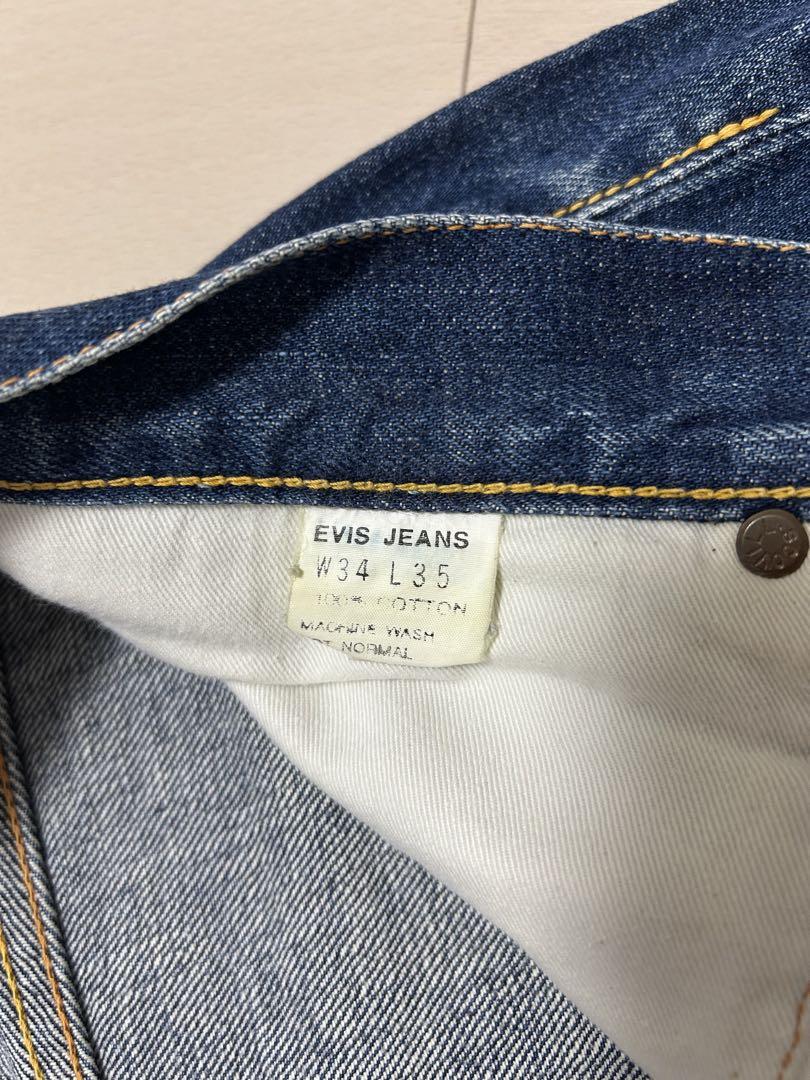 EVIS JEANS
W34 L35
100% COTTON
MACHINE WASH
NORMAL